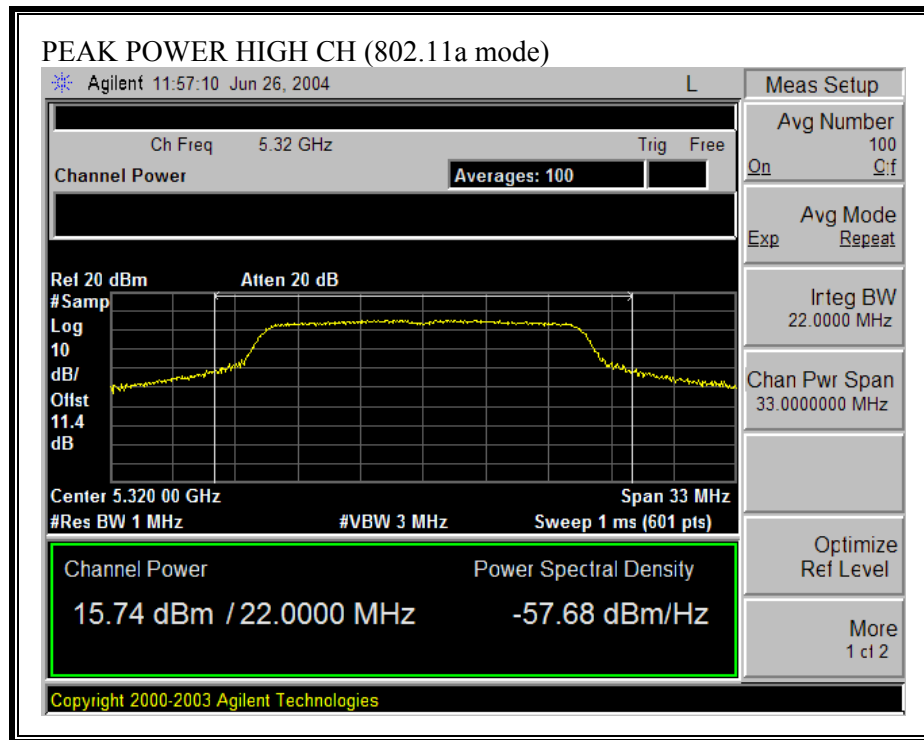 PEAK POWER HIGH CH (802.11a mode)
Agilent 11:57:10 Jun 26, 2004 L
Meas Setup
Ch Freq 5.32 GHz Trig Free
Channel Power Averages: 100
Avg Number
100
On Off
Avg Mode
Exp Repeat
Integ BW
22.0000 MHz
Chan Pwr Span
33.0000000 MHz
Optimize
Ref Level
More
1 of 2
Ref 20 dBm Atten 20 dB
#Samp
Log
10
dB/
Offst
11.4
dB
Center 5.320 00 GHz Span 33 MHz
#Res BW 1 MHz #VBW 3 MHz Sweep 1 ms (601 pts)
Channel Power Power Spectral Density
15.74 dBm / 22.0000 MHz -57.68 dBm/Hz
Copyright 2000-2003 Agilent Technologies